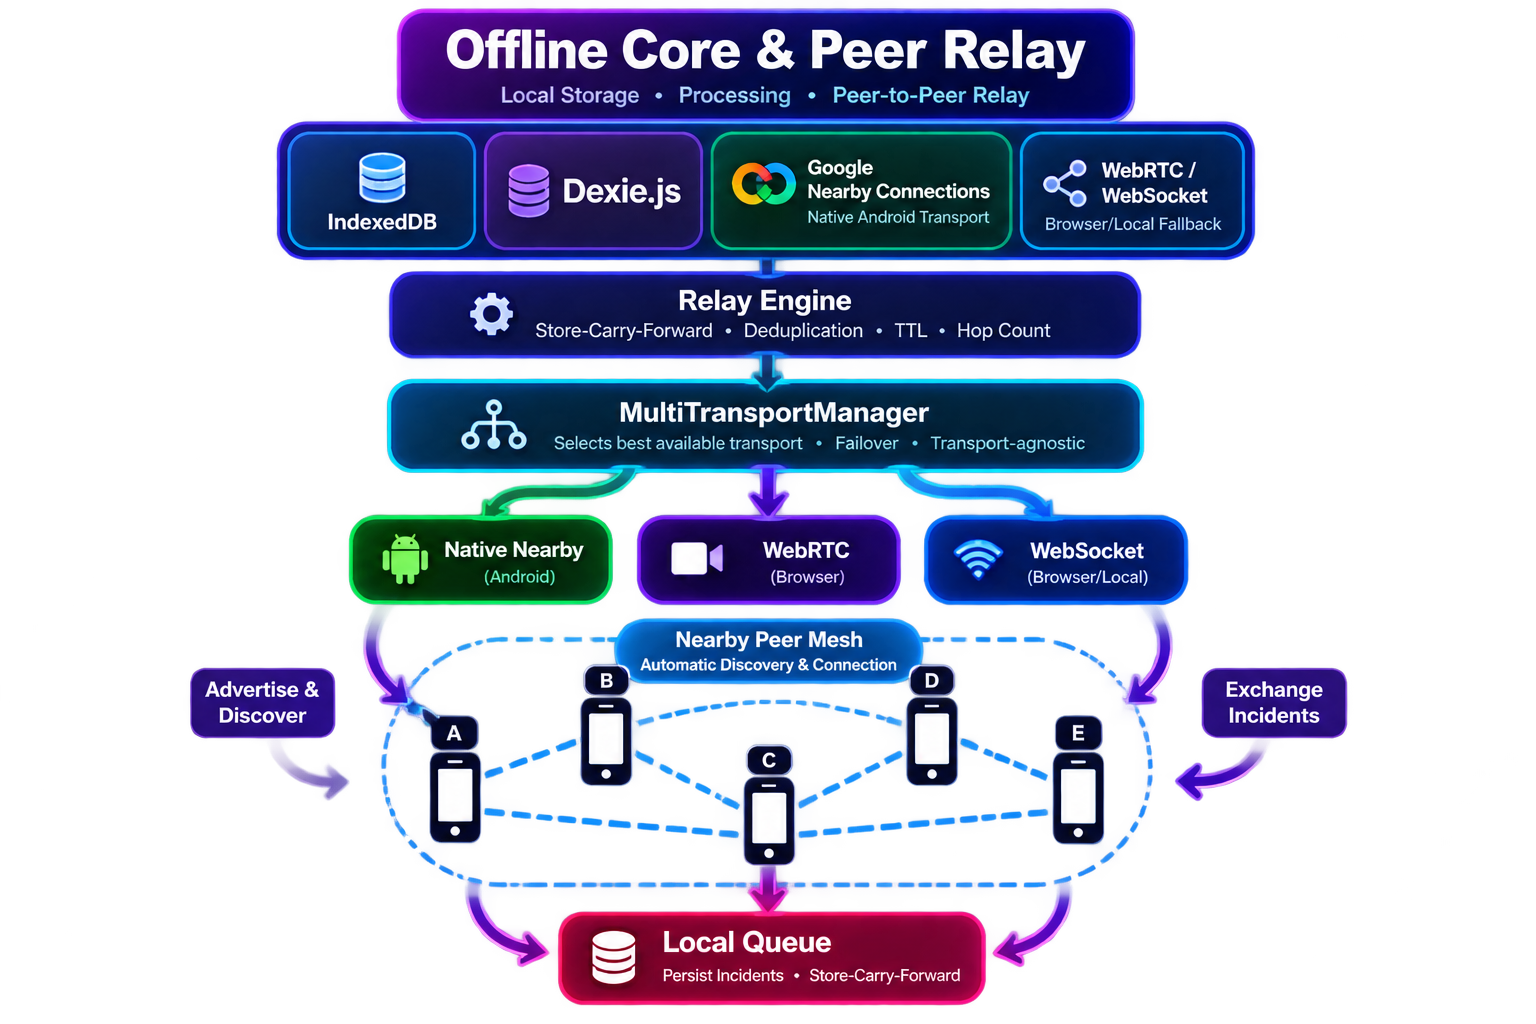 Offline Core & Peer Relay
Local Storage • Processing • Peer-to-Peer Relay
IndexedDB
Dexie.js
Google
Nearby Connections
Native Android Transport
WebRTC /
WebSocket
Browser/Local Fallback
Relay Engine
Store-Carry-Forward • Deduplication • TTL • Hop Count
MultiTransportManager
Selects best available transport • Failover • Transport-agnostic
Native Nearby
(Android)
WebRTC
(Browser)
WebSocket
(Browser/Local)
Nearby Peer Mesh
Automatic Discovery & Connection
Advertise &
Discover
A
B
C
D
E
Exchange
Incidents
Local Queue
Persist Incidents • Store-Carry-Forward